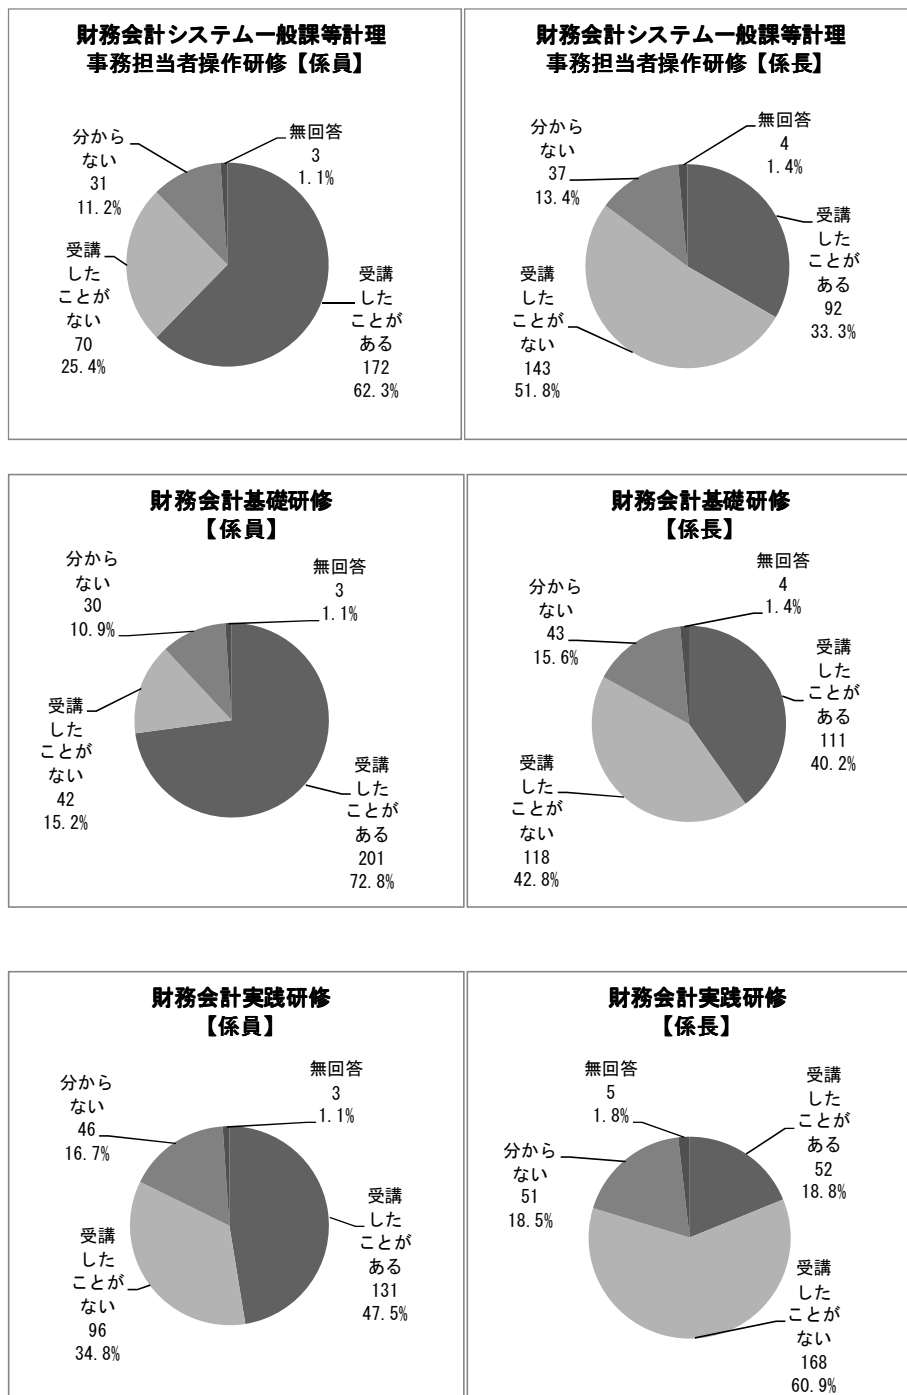 財務会計システム一般課等計理
事務担当者操作研修【係員】
分から
ない
31
11.2%
無回答
3
1.1%
受講
した
ことが
ない
70
25.4%
受講
した
ことが
ある
172
62.3%
財務会計システム一般課等計理
事務担当者操作研修【係長】
分から
ない
37
13.4%
無回答
4
1.4%
受講
した
ことが
ある
92
33.3%
受講
した
ことが
ない
143
51.8%
財務会計基礎研修
【係員】
分から
ない
30
10.9%
無回答
3
1.1%
受講
した
ことが
ない
42
15.2%
受講
した
ことが
ある
201
72.8%
財務会計基礎研修
【係長】
分から
ない
43
15.6%
無回答
4
1.4%
受講
した
ことが
ある
111
40.2%
受講
した
ことが
ない
118
42.8%
財務会計実践研修
【係員】
分から
ない
46
16.7%
無回答
3
1.1%
受講
した
ことが
ある
131
47.5%
受講
した
ことが
ない
96
34.8%
財務会計実践研修
【係長】
無回答
5
1.8%
受講
した
ことが
ある
52
18.8%
分から
ない
51
18.5%
受講
した
ことが
ない
168
60.9%